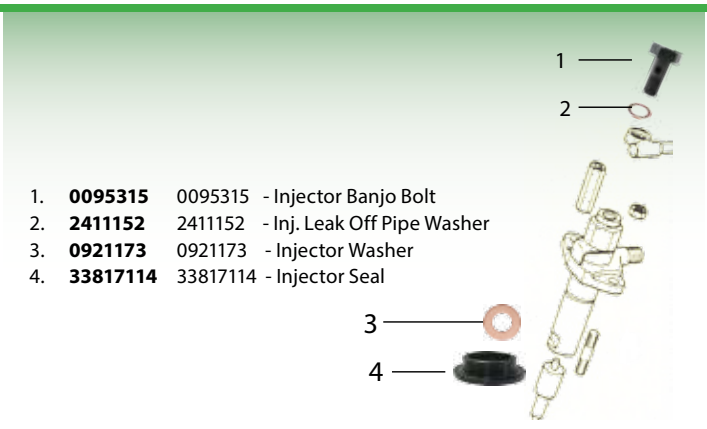 1
2
1. 0095315 0095315 - Injector Banjo Bolt
2. 2411152 2411152 - Inj. Leak Off Pipe Washer
3. 0921173 0921173 - Injector Washer
4. 33817114 33817114 - Injector Seal
3
4